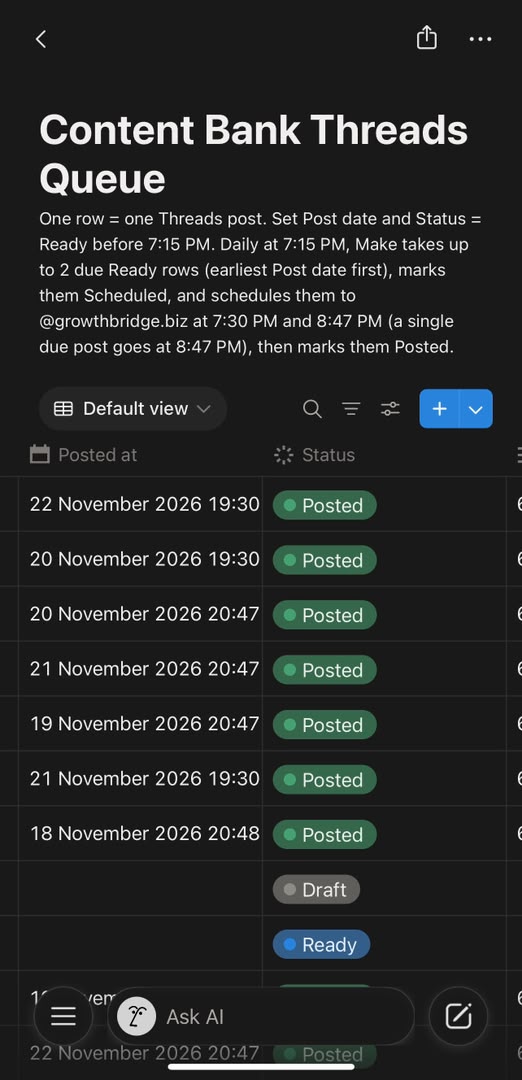 Content Bank Threads
Queue
One row = one Threads post. Set Post date and Status =
Ready before 7:15 PM. Daily at 7:15 PM, Make takes up
to 2 due Ready rows (earliest Post date first), marks
them Scheduled, and schedules them to
@growthbridge.biz at 7:30 PM and 8:47 PM (a single
due post goes at 8:47 PM), then marks them Posted.
Default view
Posted at Status
22 November 2026 19:30 Posted
20 November 2026 19:30 Posted
20 November 2026 20:47 Posted
21 November 2026 20:47 Posted
19 November 2026 20:47 Posted
21 November 2026 19:30 Posted
18 November 2026 20:48 Posted
Draft
Ready
Ask AI
22 November 2026 20:47 Posted